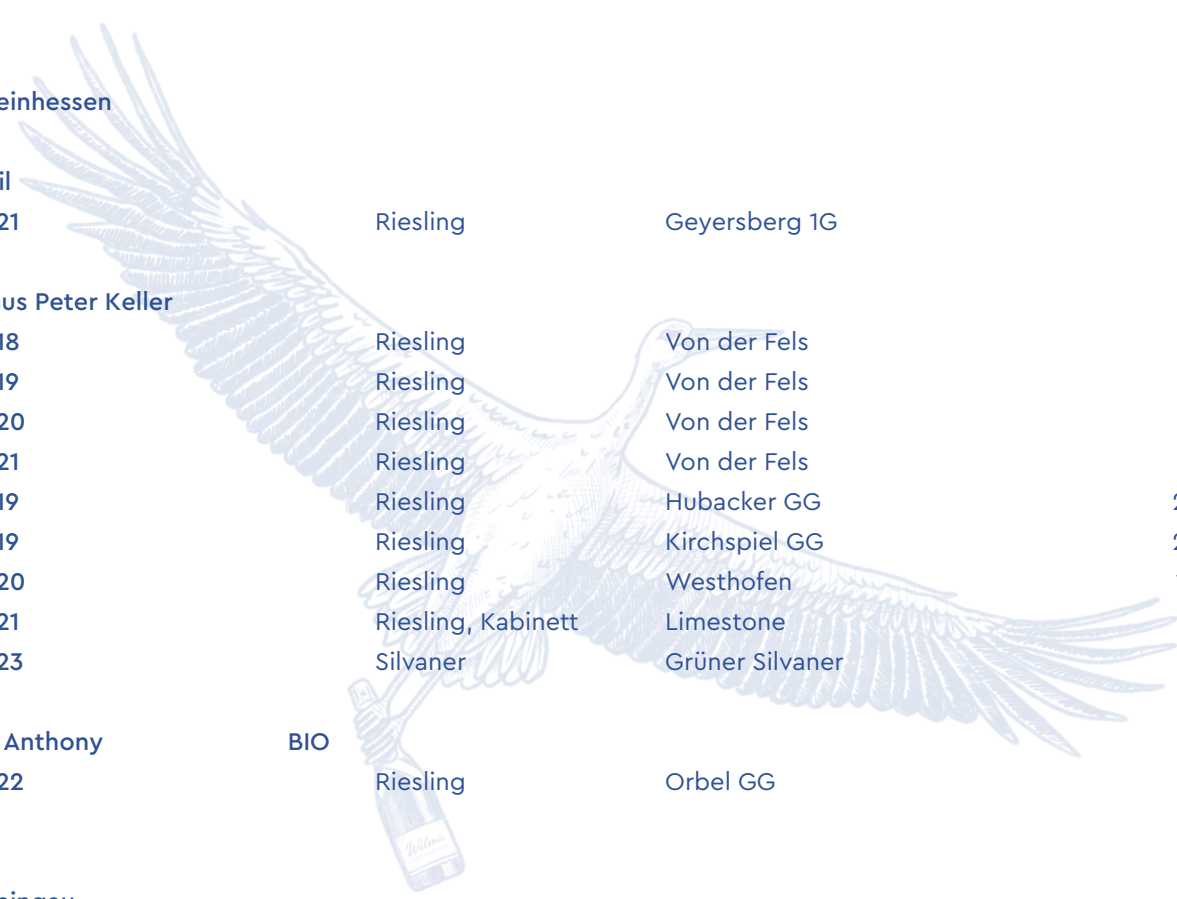 einhessen
il
21 Riesling Geyersberg 1G
us Peter Keller
18 Riesling Von der Fels
19 Riesling Von der Fels
20 Riesling Von der Fels
21 Riesling Von der Fels
19 Riesling Hubacker GG
19 Riesling Kirchspiel GG
20 Riesling Westhofen
21 Riesling, Kabinett Limestone
23 Silvaner Grüner Silvaner
Anthony BIO
22 Riesling Orbel GG
Wilma